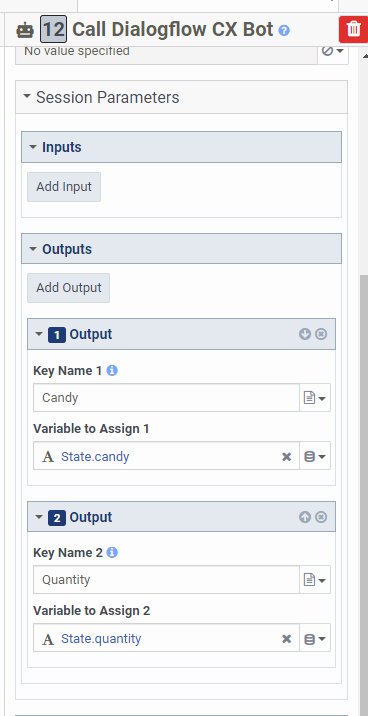 12 Call Dialogflow CX Bot ?
No value specified
Session Parameters
Inputs
Add Input
Outputs
Add Output
1 Output
Key Name 1
Candy
Variable to Assign 1
A State.candy
2 Output
Key Name 2
Quantity
Variable to Assign 2
A State.quantity